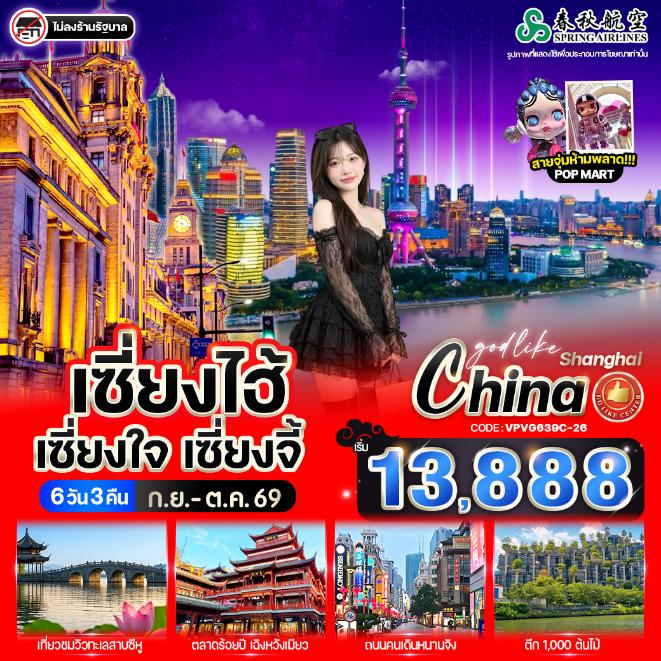 ไม่ลงร้านรัฐบาล
春秋航空
SPRING AIRLINES
รูปภาพที่แสดงใช้เพื่อประกอบการโฆษณาเท่านั้น
สายจุ่มห้ามพลาด!!!
POP MART
godlike
Shanghai
China
CODE : VPVG639C-26
เซี่ยงไฮ้
เซี่ยงใจ เซี่ยงจี้
6 วัน 3 คืน ก.ย.- ต.ค. 69
เริ่ม
13,888
เที่ยวชมวิวทะเลสาบซีหู
ตลาดร้อยปี เฉิงหวังเมียว
ถนนคนเดินหนานจิง
ตึก 1,000 ต้นไม้